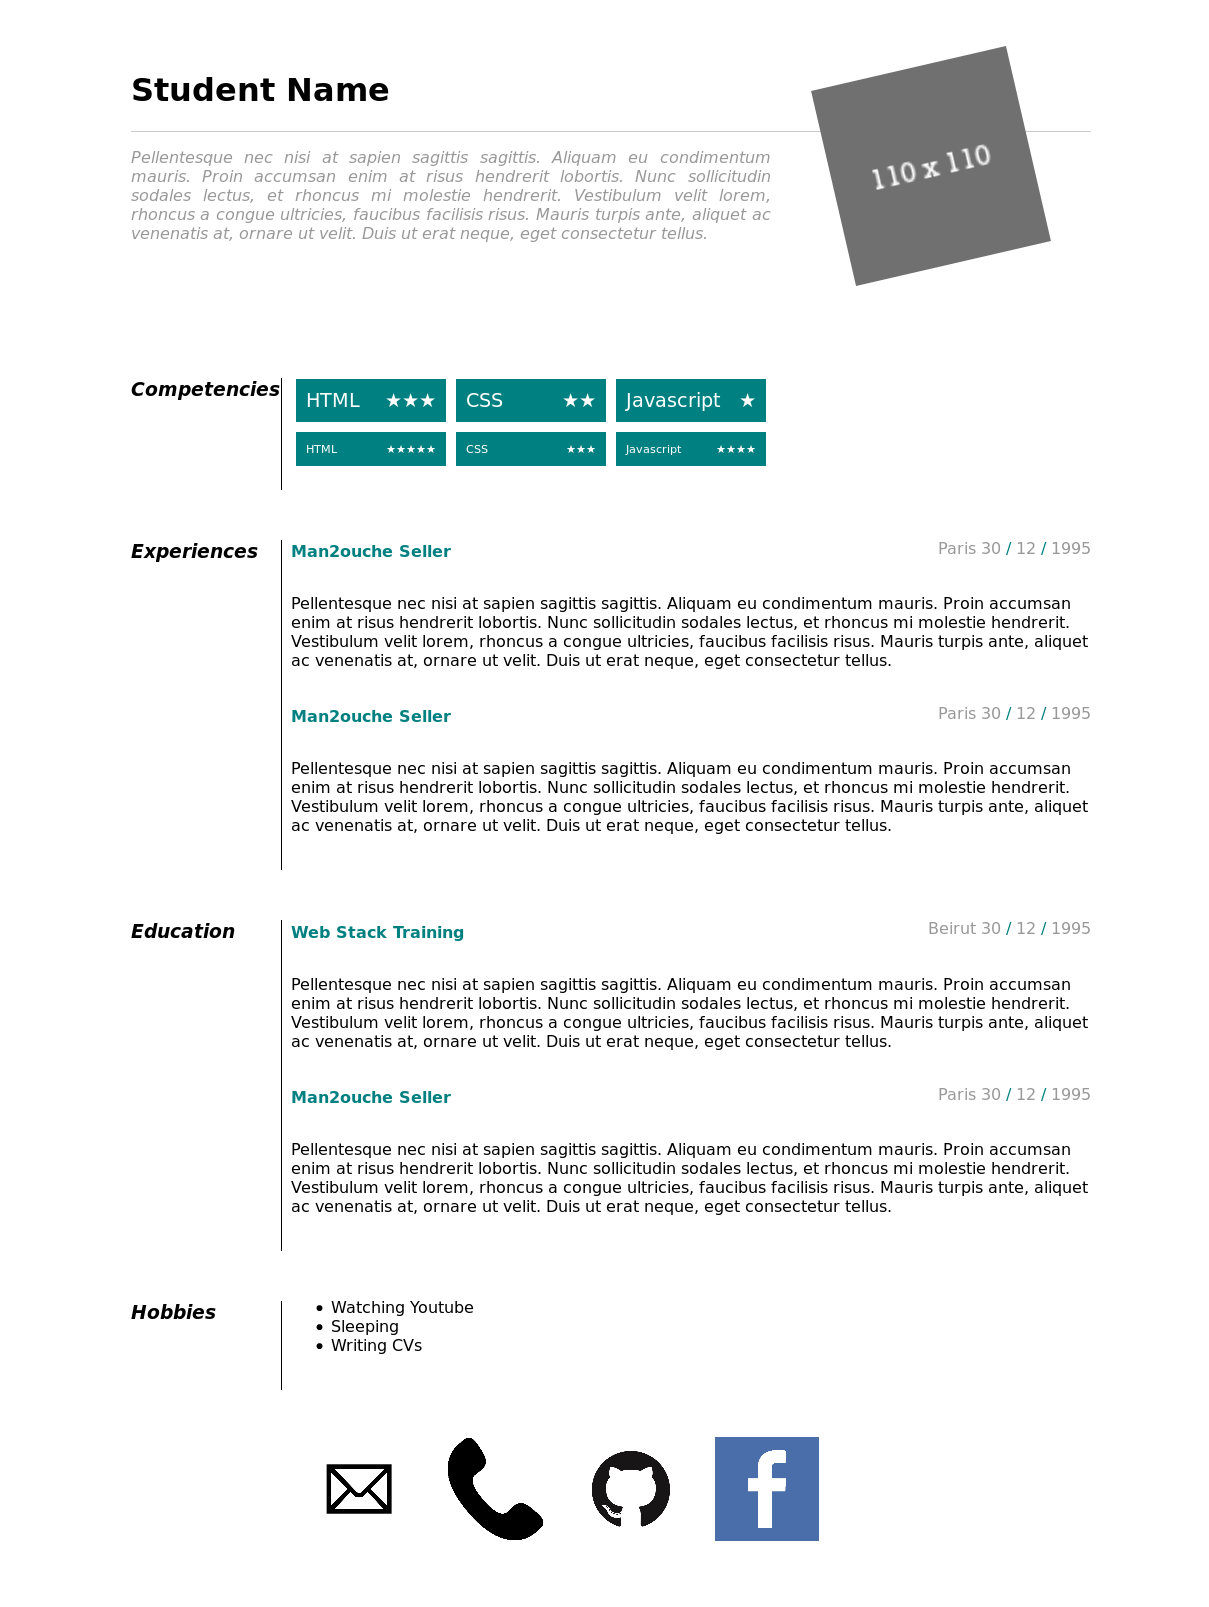 Student Name
110 x 110
Pellentesque nec nisi at sapien sagittis sagittis. Aliquam eu condimentum
mauris. Proin accumsan enim at risus hendrerit lobortis. Nunc sollicitudin
sodales lectus, et rhoncus mi molestie hendrerit. Vestibulum velit lorem,
rhoncus a congue ultricies, faucibus facilisis risus. Mauris turpis ante, aliquet ac
venenatis at, ornare ut velit. Duis ut erat neque, eget consectetur tellus.
Competencies
HTML ★★★ CSS ★★ Javascript ★
HTML ★★★★★ CSS ★★★ Javascript ★★★★
Experiences
Man2ouche Seller Paris 30 / 12 / 1995
Pellentesque nec nisi at sapien sagittis sagittis. Aliquam eu condimentum mauris. Proin accumsan
enim at risus hendrerit lobortis. Nunc sollicitudin sodales lectus, et rhoncus mi molestie hendrerit.
Vestibulum velit lorem, rhoncus a congue ultricies, faucibus facilisis risus. Mauris turpis ante, aliquet
ac venenatis at, ornare ut velit. Duis ut erat neque, eget consectetur tellus.
Man2ouche Seller Paris 30 / 12 / 1995
Pellentesque nec nisi at sapien sagittis sagittis. Aliquam eu condimentum mauris. Proin accumsan
enim at risus hendrerit lobortis. Nunc sollicitudin sodales lectus, et rhoncus mi molestie hendrerit.
Vestibulum velit lorem, rhoncus a congue ultricies, faucibus facilisis risus. Mauris turpis ante, aliquet
ac venenatis at, ornare ut velit. Duis ut erat neque, eget consectetur tellus.
Education
Web Stack Training Beirut 30 / 12 / 1995
Pellentesque nec nisi at sapien sagittis sagittis. Aliquam eu condimentum mauris. Proin accumsan
enim at risus hendrerit lobortis. Nunc sollicitudin sodales lectus, et rhoncus mi molestie hendrerit.
Vestibulum velit lorem, rhoncus a congue ultricies, faucibus facilisis risus. Mauris turpis ante, aliquet
ac venenatis at, ornare ut velit. Duis ut erat neque, eget consectetur tellus.
Man2ouche Seller Paris 30 / 12 / 1995
Pellentesque nec nisi at sapien sagittis sagittis. Aliquam eu condimentum mauris. Proin accumsan
enim at risus hendrerit lobortis. Nunc sollicitudin sodales lectus, et rhoncus mi molestie hendrerit.
Vestibulum velit lorem, rhoncus a congue ultricies, faucibus facilisis risus. Mauris turpis ante, aliquet
ac venenatis at, ornare ut velit. Duis ut erat neque, eget consectetur tellus.
Hobbies
• Watching Youtube
• Sleeping
• Writing CVs
f